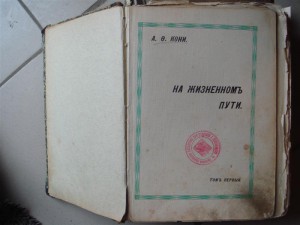 А. Ѳ. КОНИ.
НА ЖИЗНЕННОМЪ
ПУТИ.
ТОМЪ ПЕРВЫЙ